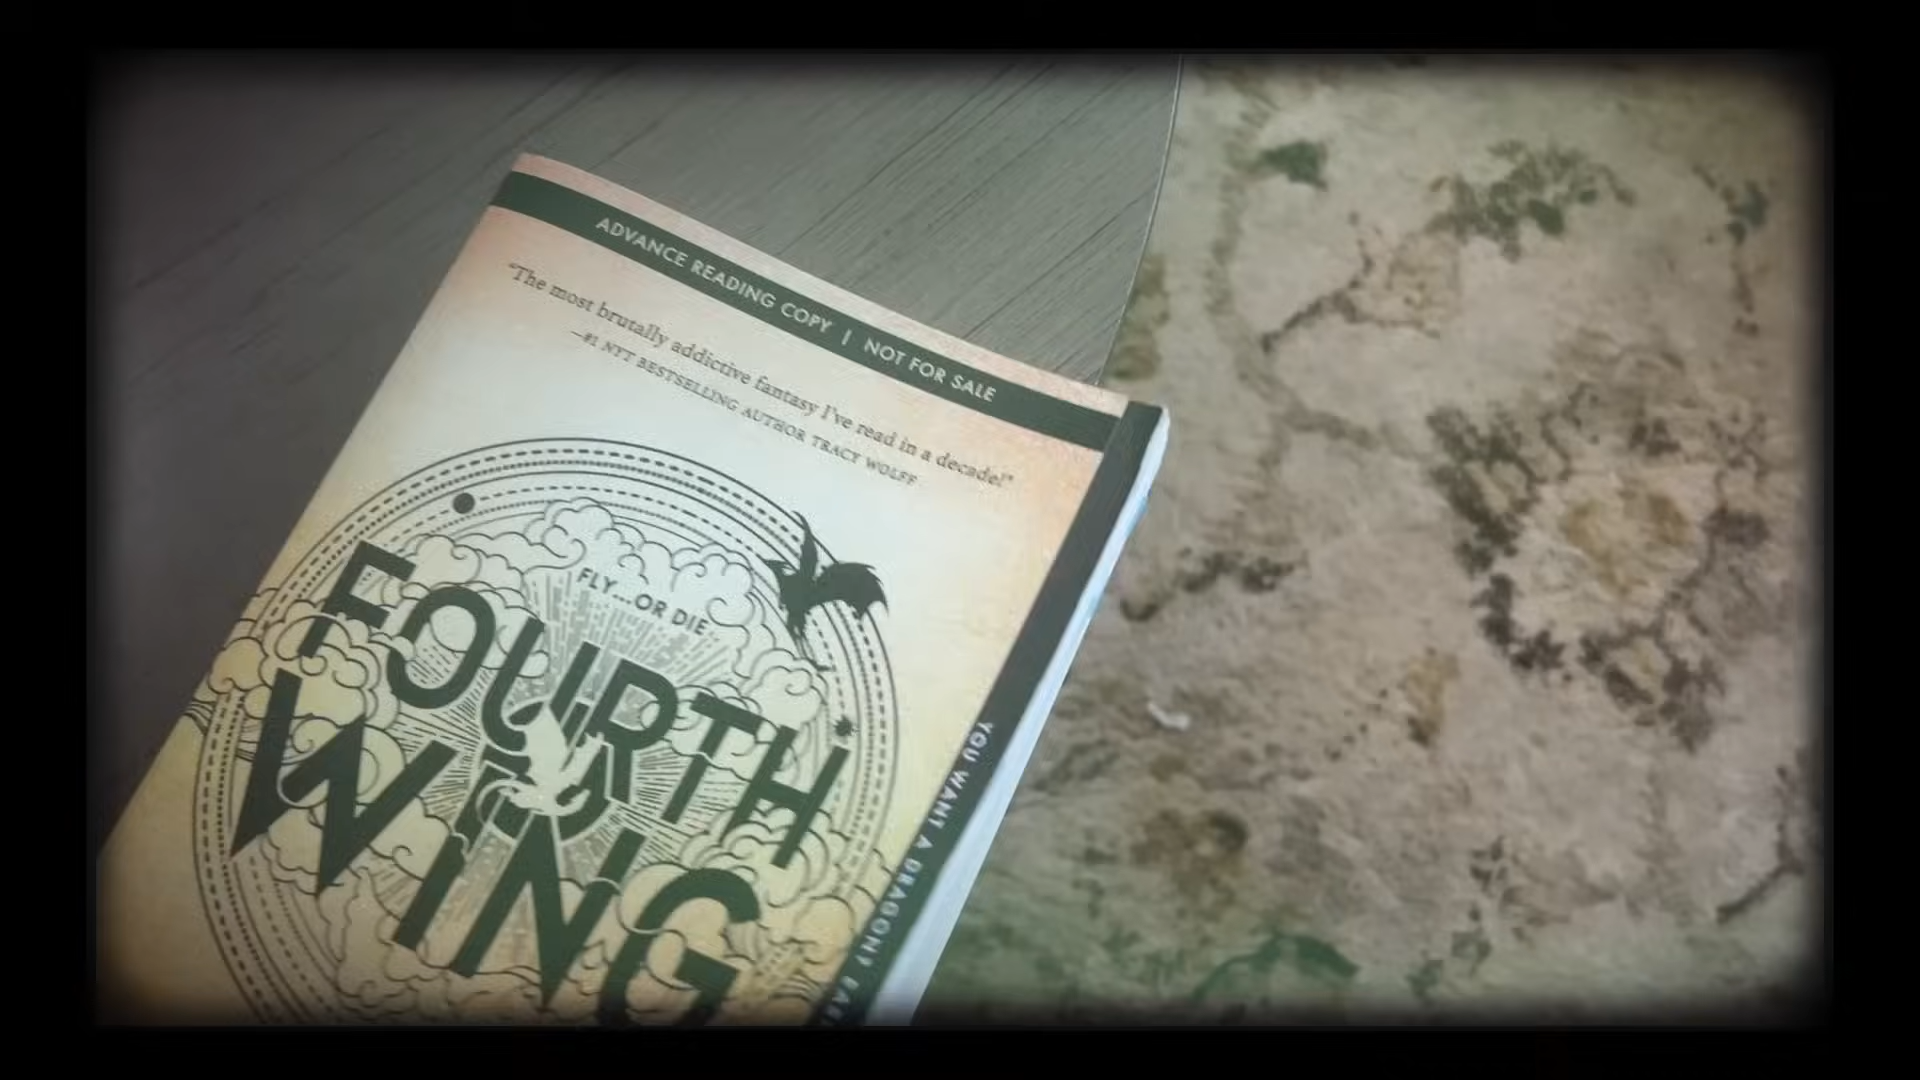 ADVANCE READING COPY | NOT FOR SALE
"The most brutally addictive fantasy I've read in a decade!"
—#1 NYT BESTSELLING AUTHOR TRACY WOLFF
FLY...OR DIE
FOURTH
WING
YOU WANT A DRAGON?